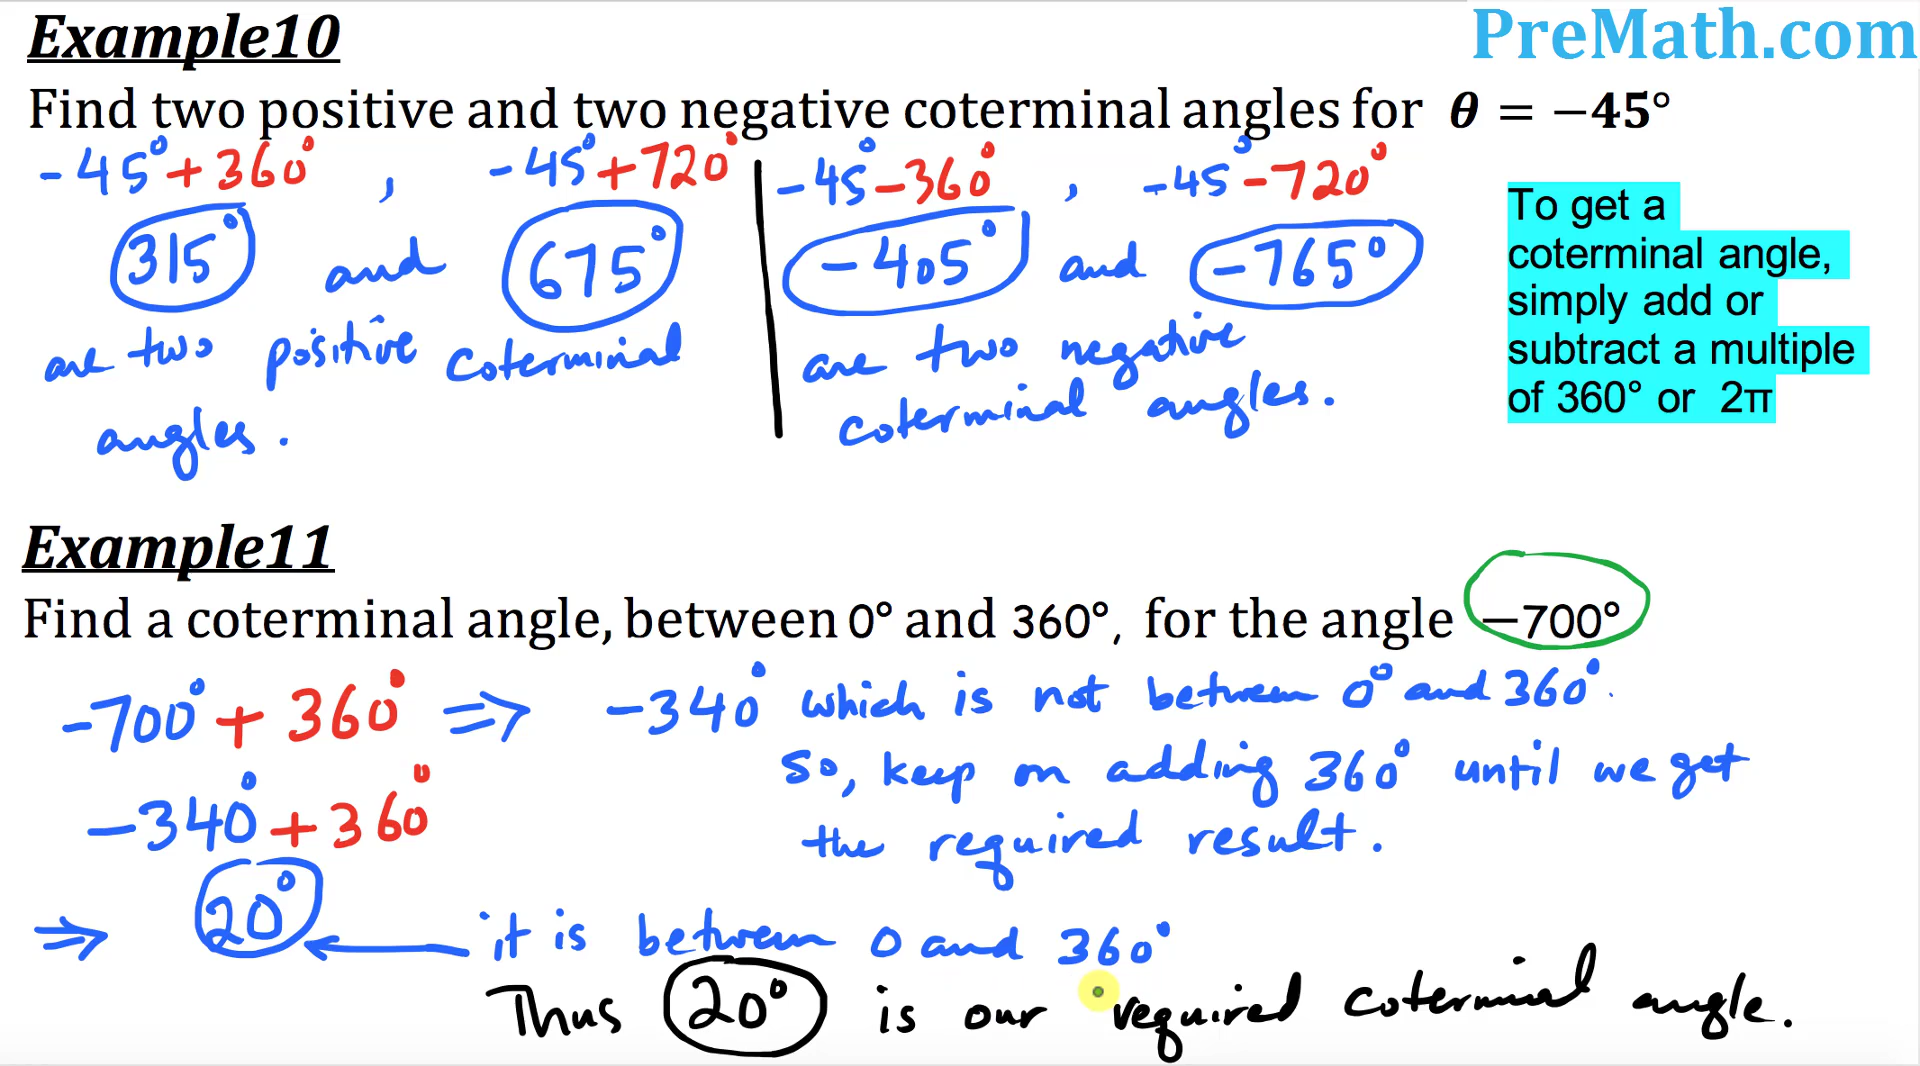 Example10
PreMath.com
Find two positive and two negative coterminal angles for θ = −45°
-45° + 360° , -45° + 720°
315° and 675°
are two positive coterminal
angles.
-45° - 360° , -45° - 720°
-405° and -765°
are two negative
coterminal angles.
To get a
coterminal angle,
simply add or
subtract a multiple
of 360° or 2π
Example11
Find a coterminal angle, between 0° and 360°, for the angle −700°
-700° + 360° ⇒ -340° which is not between 0° and 360°.
so, keep on adding 360° until we get
-340° + 360°
the required result.
⇒ 20° ← it is between 0 and 360°
Thus 20° is our required coterminal angle.